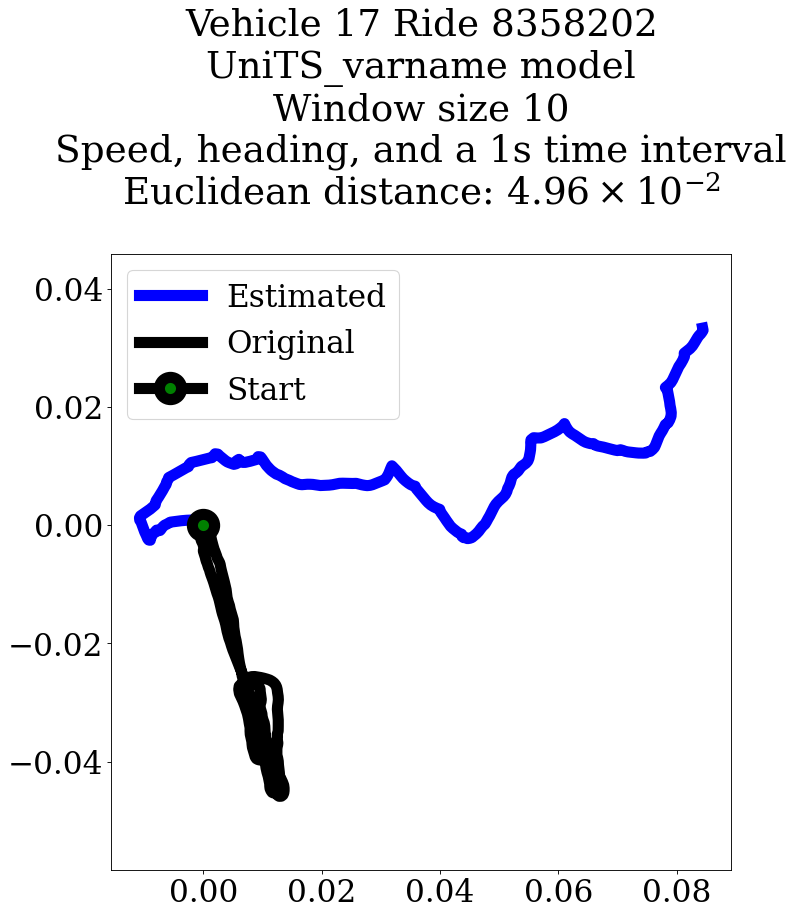 Vehicle 17 Ride 8358202
UniTS_varname model
Window size 10
Speed, heading, and a 1s time interval
Euclidean distance: 4.96 × 10⁻²
Estimated
Original
Start
0.04
0.02
0.00
−0.02
−0.04
0.00 0.02 0.04 0.06 0.08